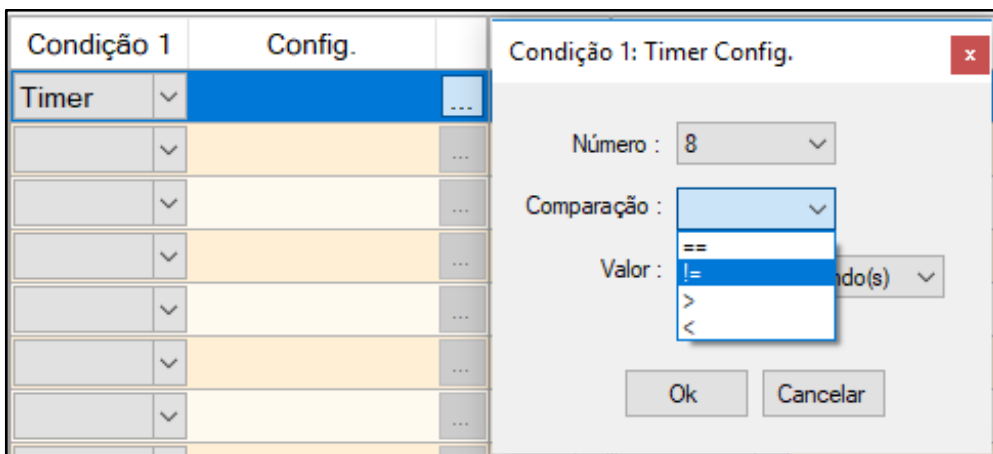 Condição 1
Config.
Timer
...
...
...
...
...
...
...
Condição 1: Timer Config.
x
Número : 8
Comparação :
==
!=
>
<
Valor :
ndo(s)
Ok
Cancelar